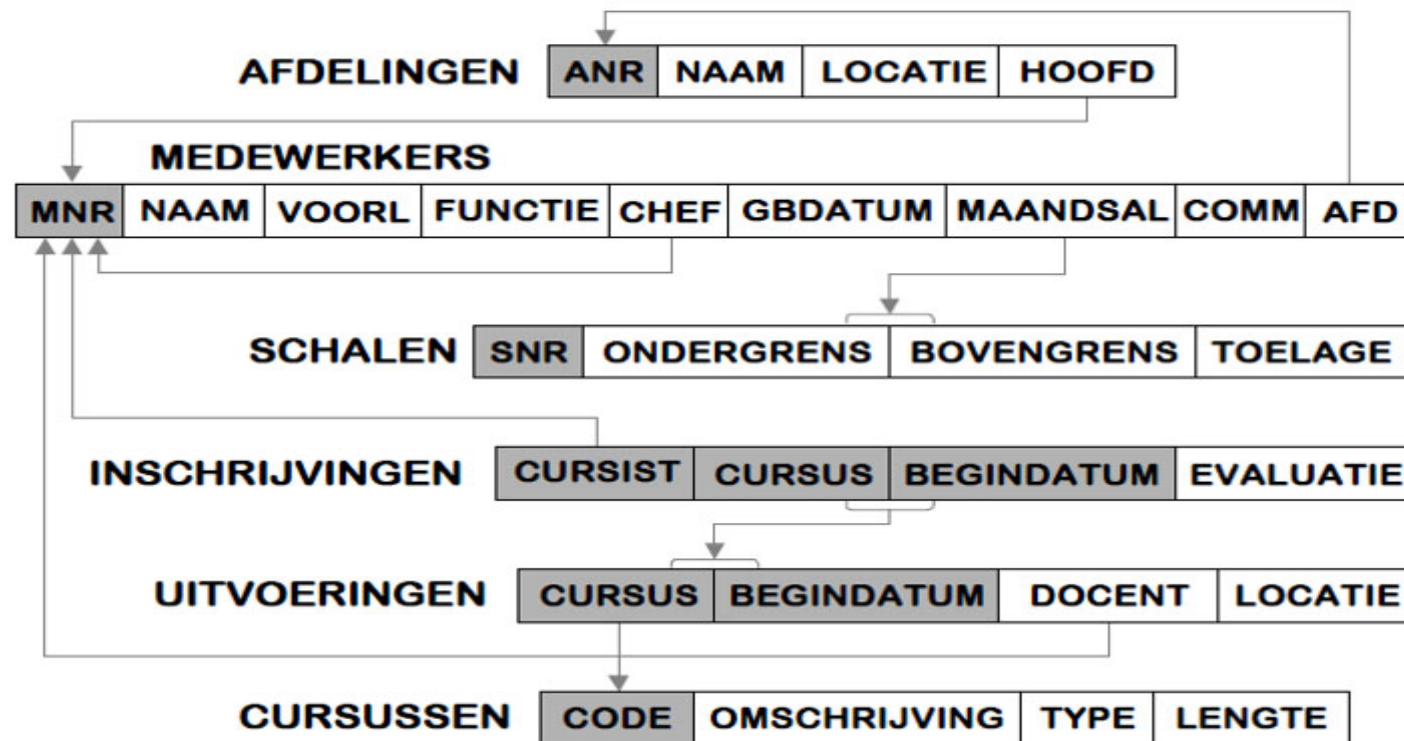 AFDELINGEN ANR NAAM LOCATIE HOOFD
MEDEWERKERS
MNR NAAM VOORL FUNCTIE CHEF GBDATUM MAANDSAL COMM AFD
SCHALEN SNR ONDERGRENS BOVENGRENS TOELAGE
INSCHRIJVINGEN CURSIST CURSUS BEGINDATUM EVALUATIE
UITVOERINGEN CURSUS BEGINDATUM DOCENT LOCATIE
CURSUSSEN CODE OMSCHRIJVING TYPE LENGTE